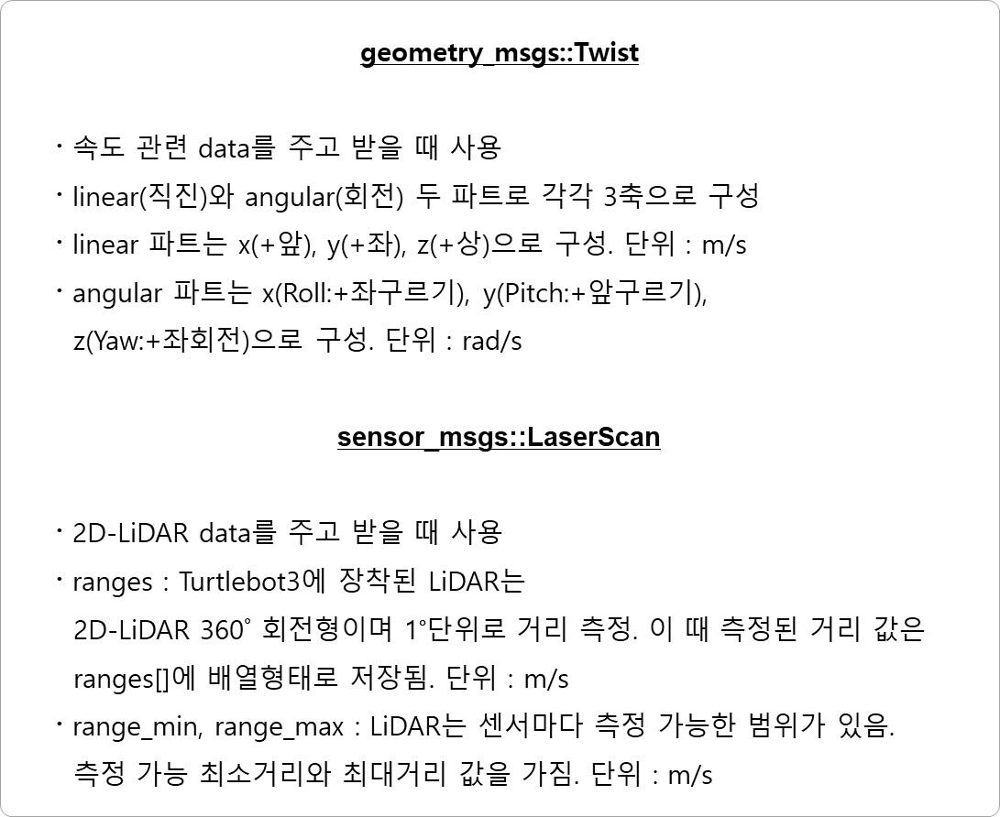 geometry_msgs::Twist
· 속도 관련 data를 주고 받을 때 사용
· linear(직진)와 angular(회전) 두 파트로 각각 3축으로 구성
· linear 파트는 x(+앞), y(+좌), z(+상)으로 구성. 단위 : m/s
· angular 파트는 x(Roll:+좌구르기), y(Pitch:+앞구르기),
z(Yaw:+좌회전)으로 구성. 단위 : rad/s
sensor_msgs::LaserScan
· 2D-LiDAR data를 주고 받을 때 사용
· ranges : Turtlebot3에 장착된 LiDAR는
2D-LiDAR 360˚ 회전형이며 1˚단위로 거리 측정. 이 때 측정된 거리 값은
ranges[]에 배열형태로 저장됨. 단위 : m/s
· range_min, range_max : LiDAR는 센서마다 측정 가능한 범위가 있음.
측정 가능 최소거리와 최대거리 값을 가짐. 단위 : m/s